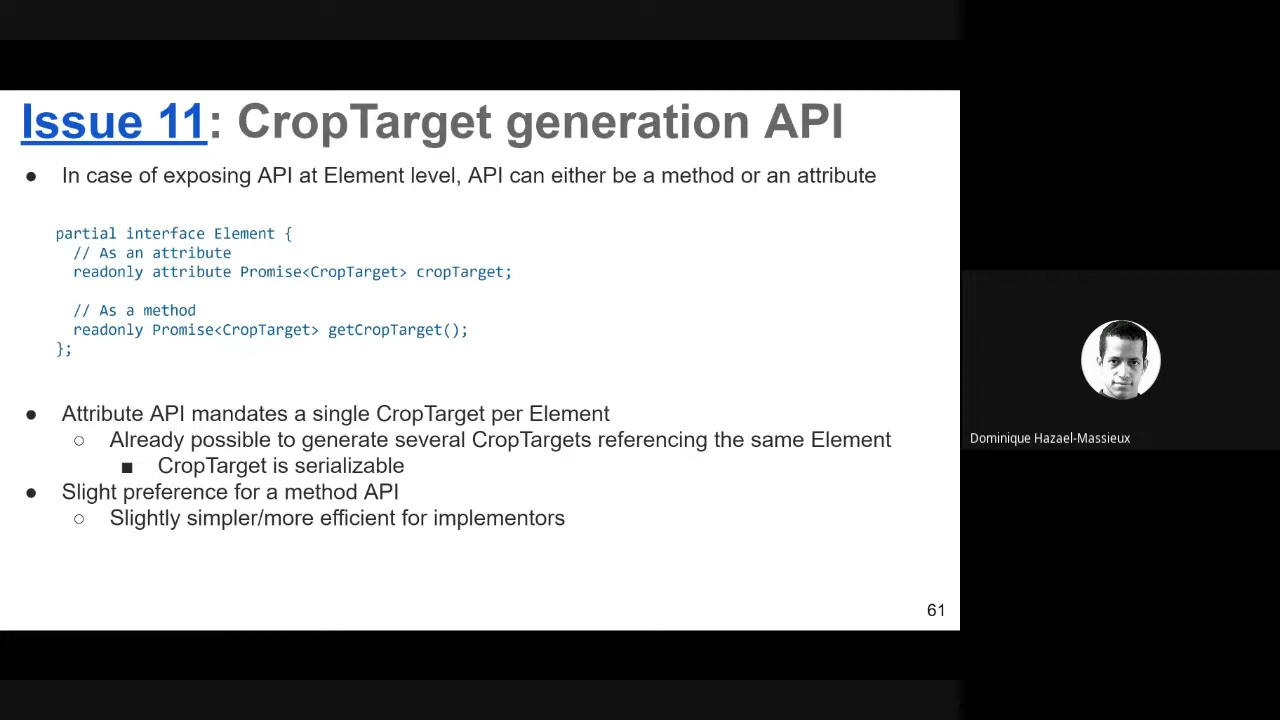 Issue 11: CropTarget generation API
● In case of exposing API at Element level, API can either be a method or an attribute
partial interface Element {
// As an attribute
readonly attribute Promise<CropTarget> cropTarget;
// As a method
readonly Promise<CropTarget> getCropTarget();
};
● Attribute API mandates a single CropTarget per Element
○ Already possible to generate several CropTargets referencing the same Element
■ CropTarget is serializable
● Slight preference for a method API
○ Slightly simpler/more efficient for implementors
61
Dominique Hazael-Massieux